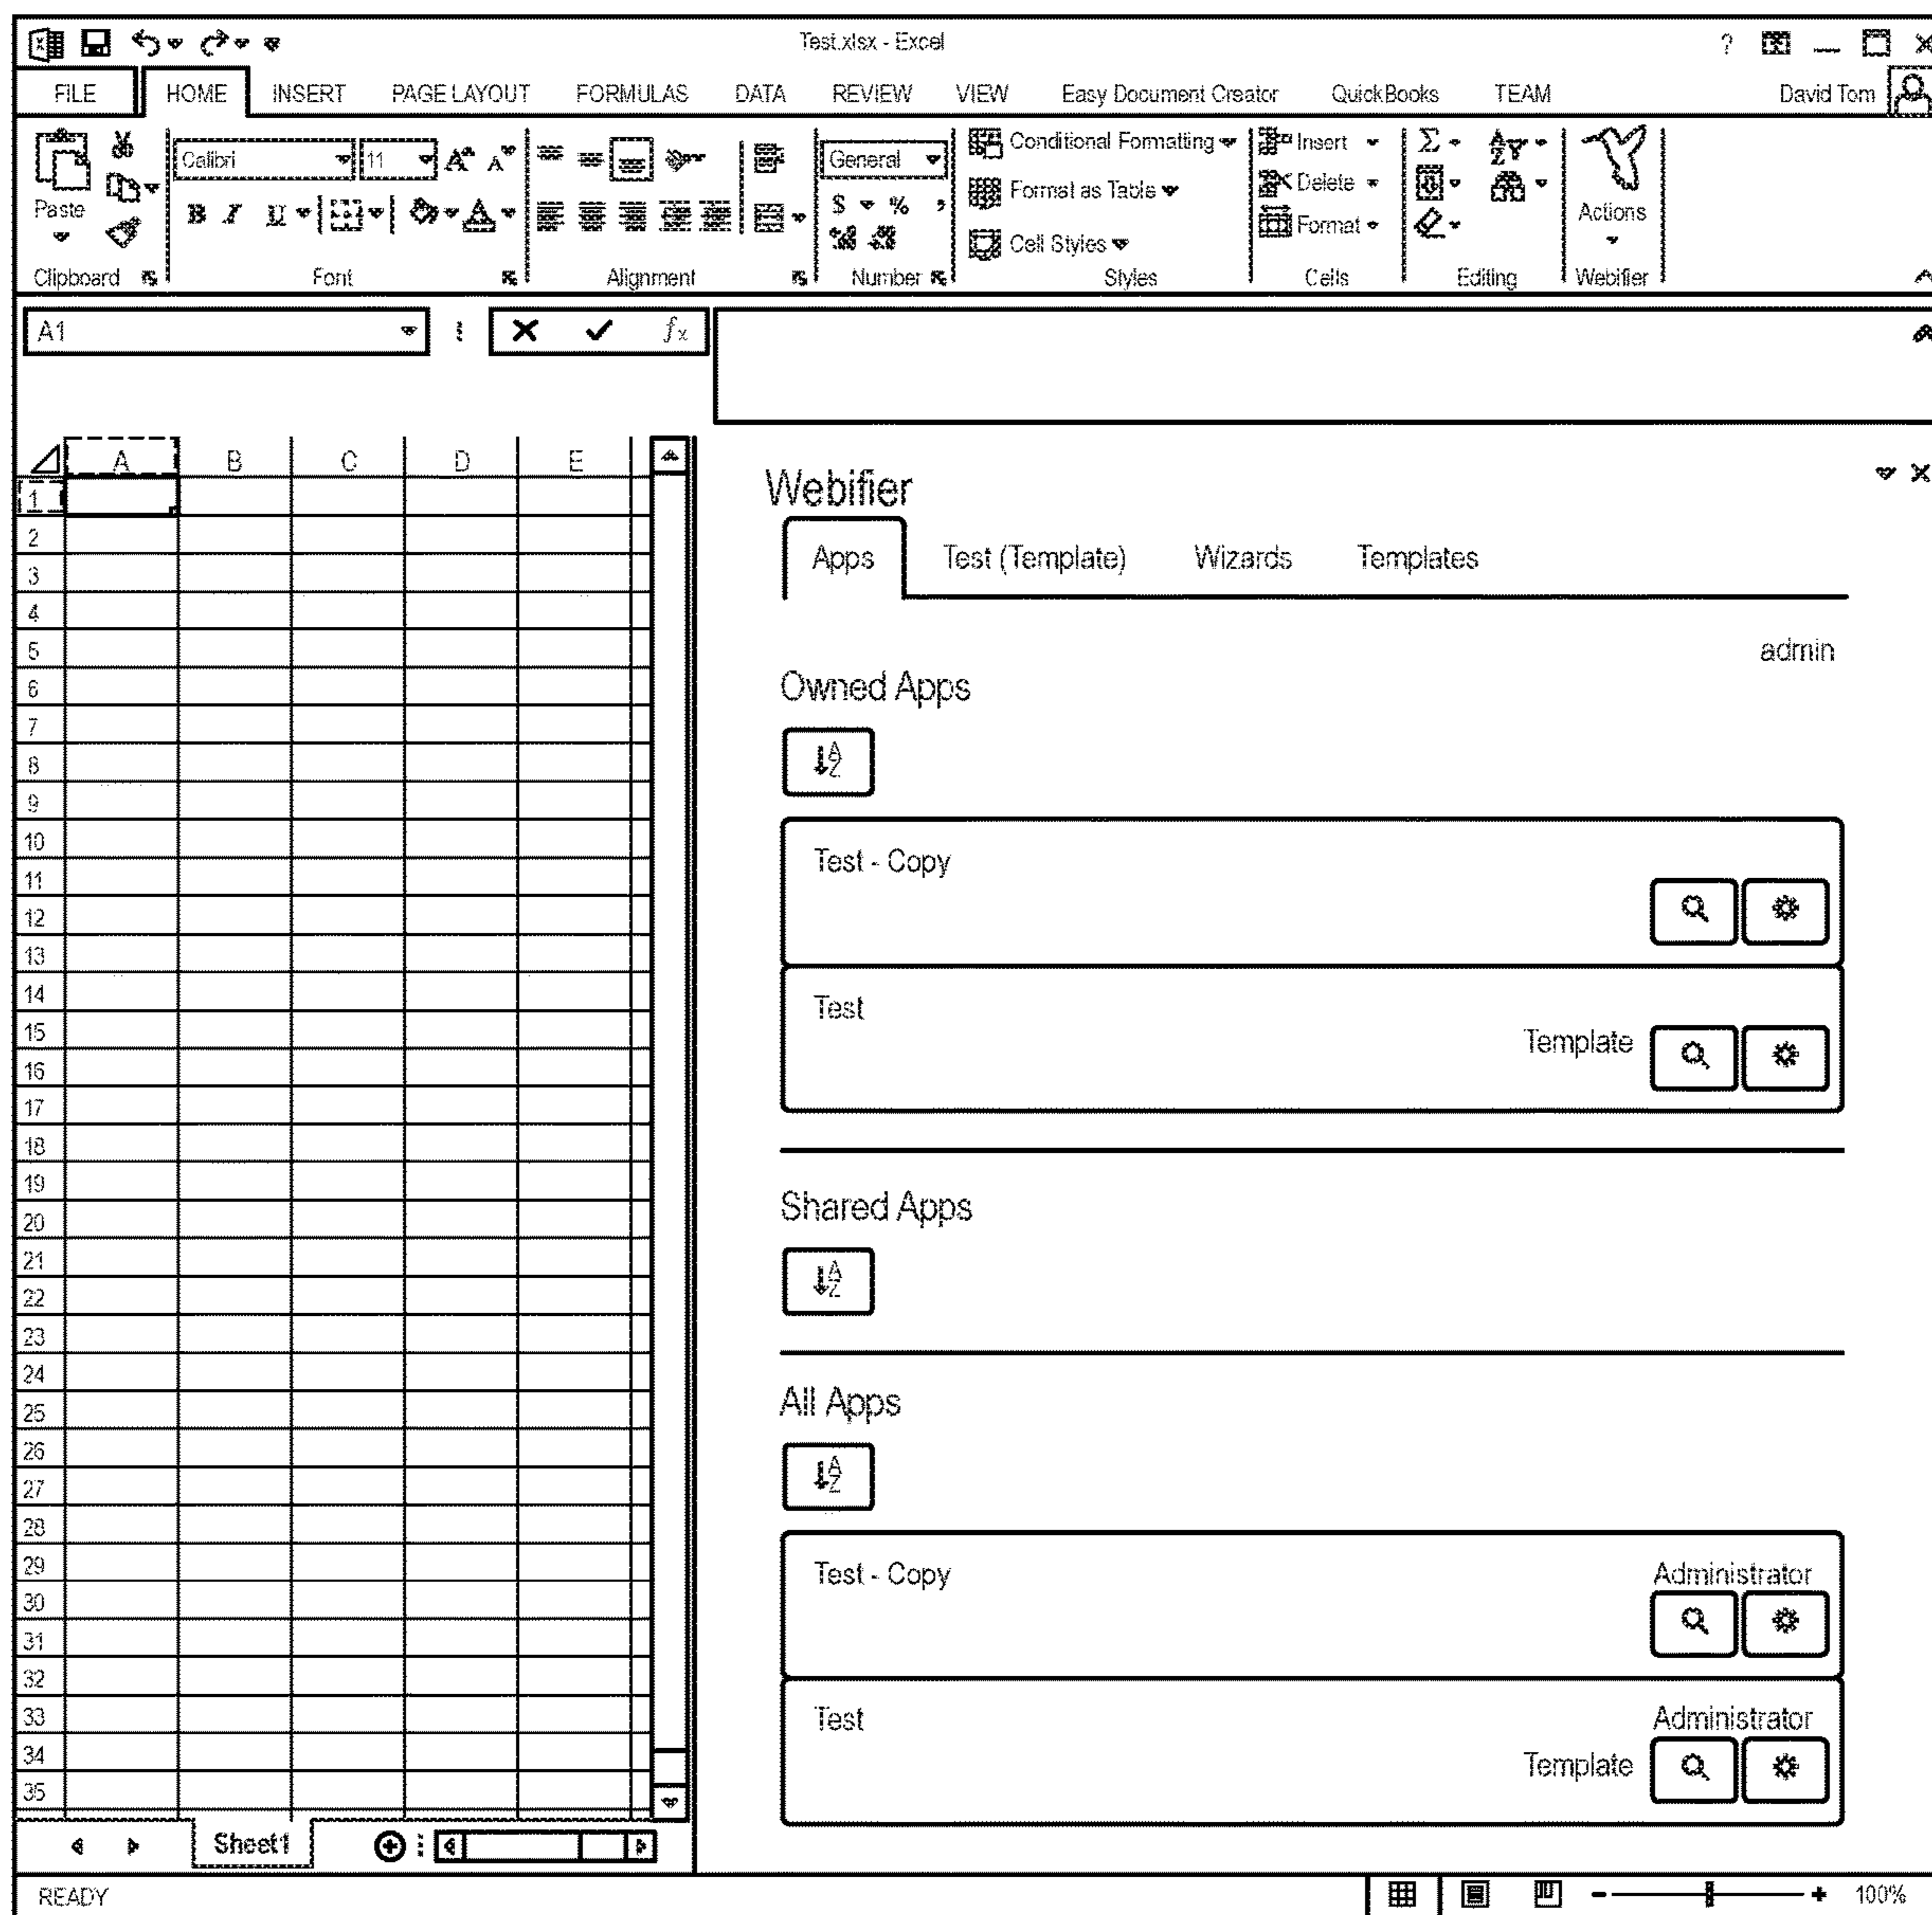 Test.xlsx - Excel ?
FILE HOME INSERT PAGE LAYOUT FORMULAS DATA REVIEW VIEW Easy Document Creator QuickBooks TEAM David Tom
Paste
Calibri 11 A A
B I U A
General
$ %
Conditional Formatting
Format as Table
Cell Styles
Insert
Delete
Format
Σ
Actions
Clipboard Font Alignment Number Styles Cells Editing Webifier
A1 fx
A B C D E
1
2
3
4
5
6
7
8
9
10
11
12
13
14
15
16
17
18
19
20
21
22
23
24
25
26
27
28
29
30
31
32
33
34
35
Sheet1
Webifier
Apps Test (Template) Wizards Templates
admin
Owned Apps
A
Z
Test - Copy
Test
Template
Shared Apps
A
Z
All Apps
A
Z
Test - Copy Administrator
Test Administrator
Template
READY 100%